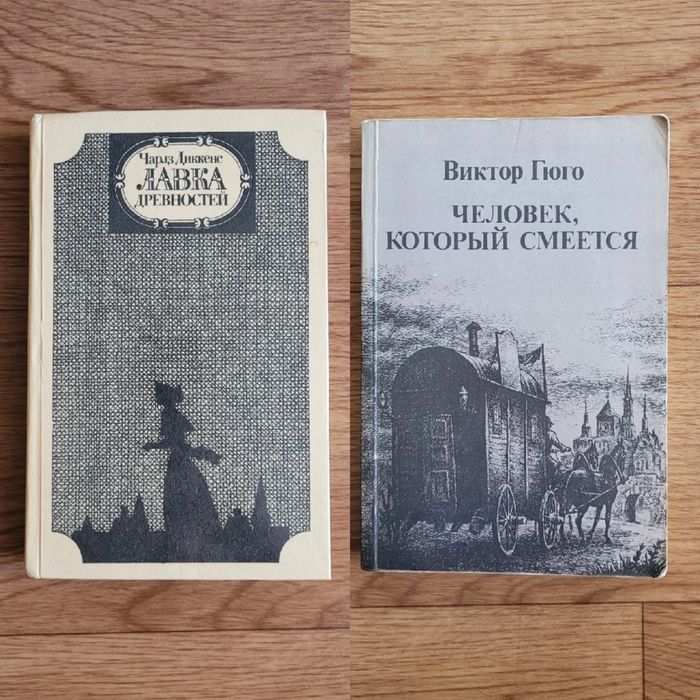 Чарлз Диккенс
ЛАВКА
ДРЕВНОСТЕЙ
Виктор Гюго
ЧЕЛОВЕК,
КОТОРЫЙ СМЕЕТСЯ